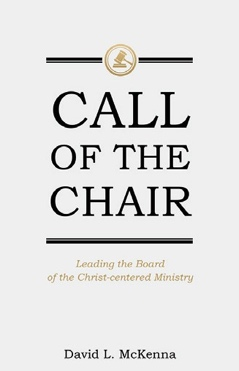 CALL
OF THE
CHAIR
Leading the Board
of the Christ-centered Ministry
David L. McKenna